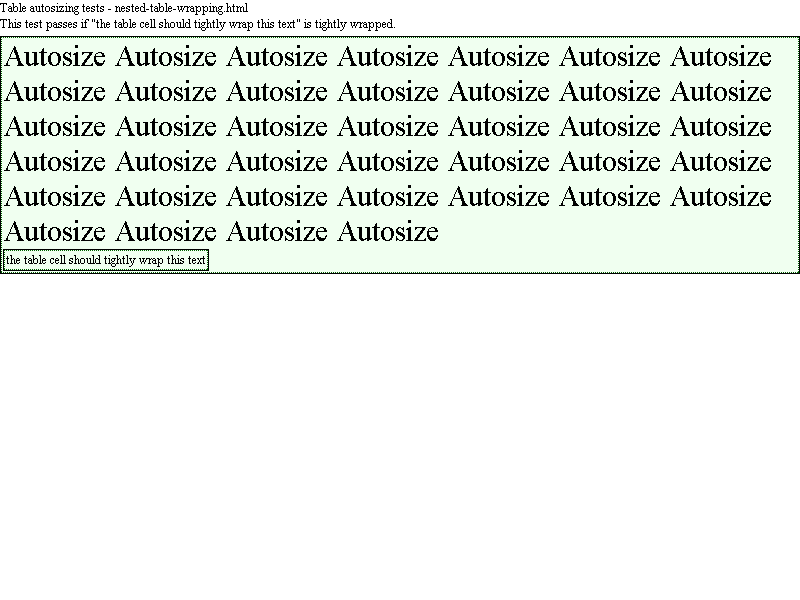 Table autosizing tests - nested-table-wrapping.html
This test passes if "the table cell should tightly wrap this text" is tightly wrapped.
Autosize Autosize Autosize Autosize Autosize Autosize Autosize
Autosize Autosize Autosize Autosize Autosize Autosize Autosize
Autosize Autosize Autosize Autosize Autosize Autosize Autosize
Autosize Autosize Autosize Autosize Autosize Autosize Autosize
Autosize Autosize Autosize Autosize Autosize Autosize Autosize
Autosize Autosize Autosize Autosize
the table cell should tightly wrap this text